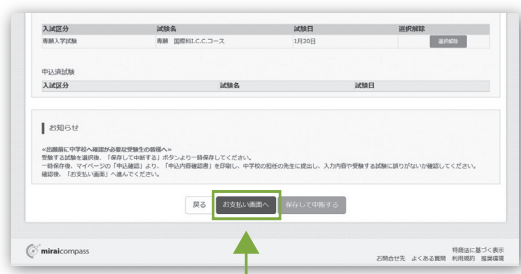 入試区分 試験名 試験日 選択解除
専願入学試験 専願 国際科I.C.C.コース 1月20日 選択解除
申込済試験
入試区分 試験名 試験日
お知らせ
<出願前に中学校へ確認が必要な受験生の皆様へ>
受験する試験を選択後、「保存して中断する」ボタンより一時保存してください。
一時保存後、マイページの「申込確認」より、「申込内容確認書」を印刷し、中学校の担任の先生に提出し、入力内容や受験する試験に誤りがないか確認してください。
確認後、「お支払い画面」へ進んでください。
戻る お支払い画面へ 保存して中断する
miraicompass 特商法に基づく表示
お問合せ先 よくある質問 利用規約 推奨環境